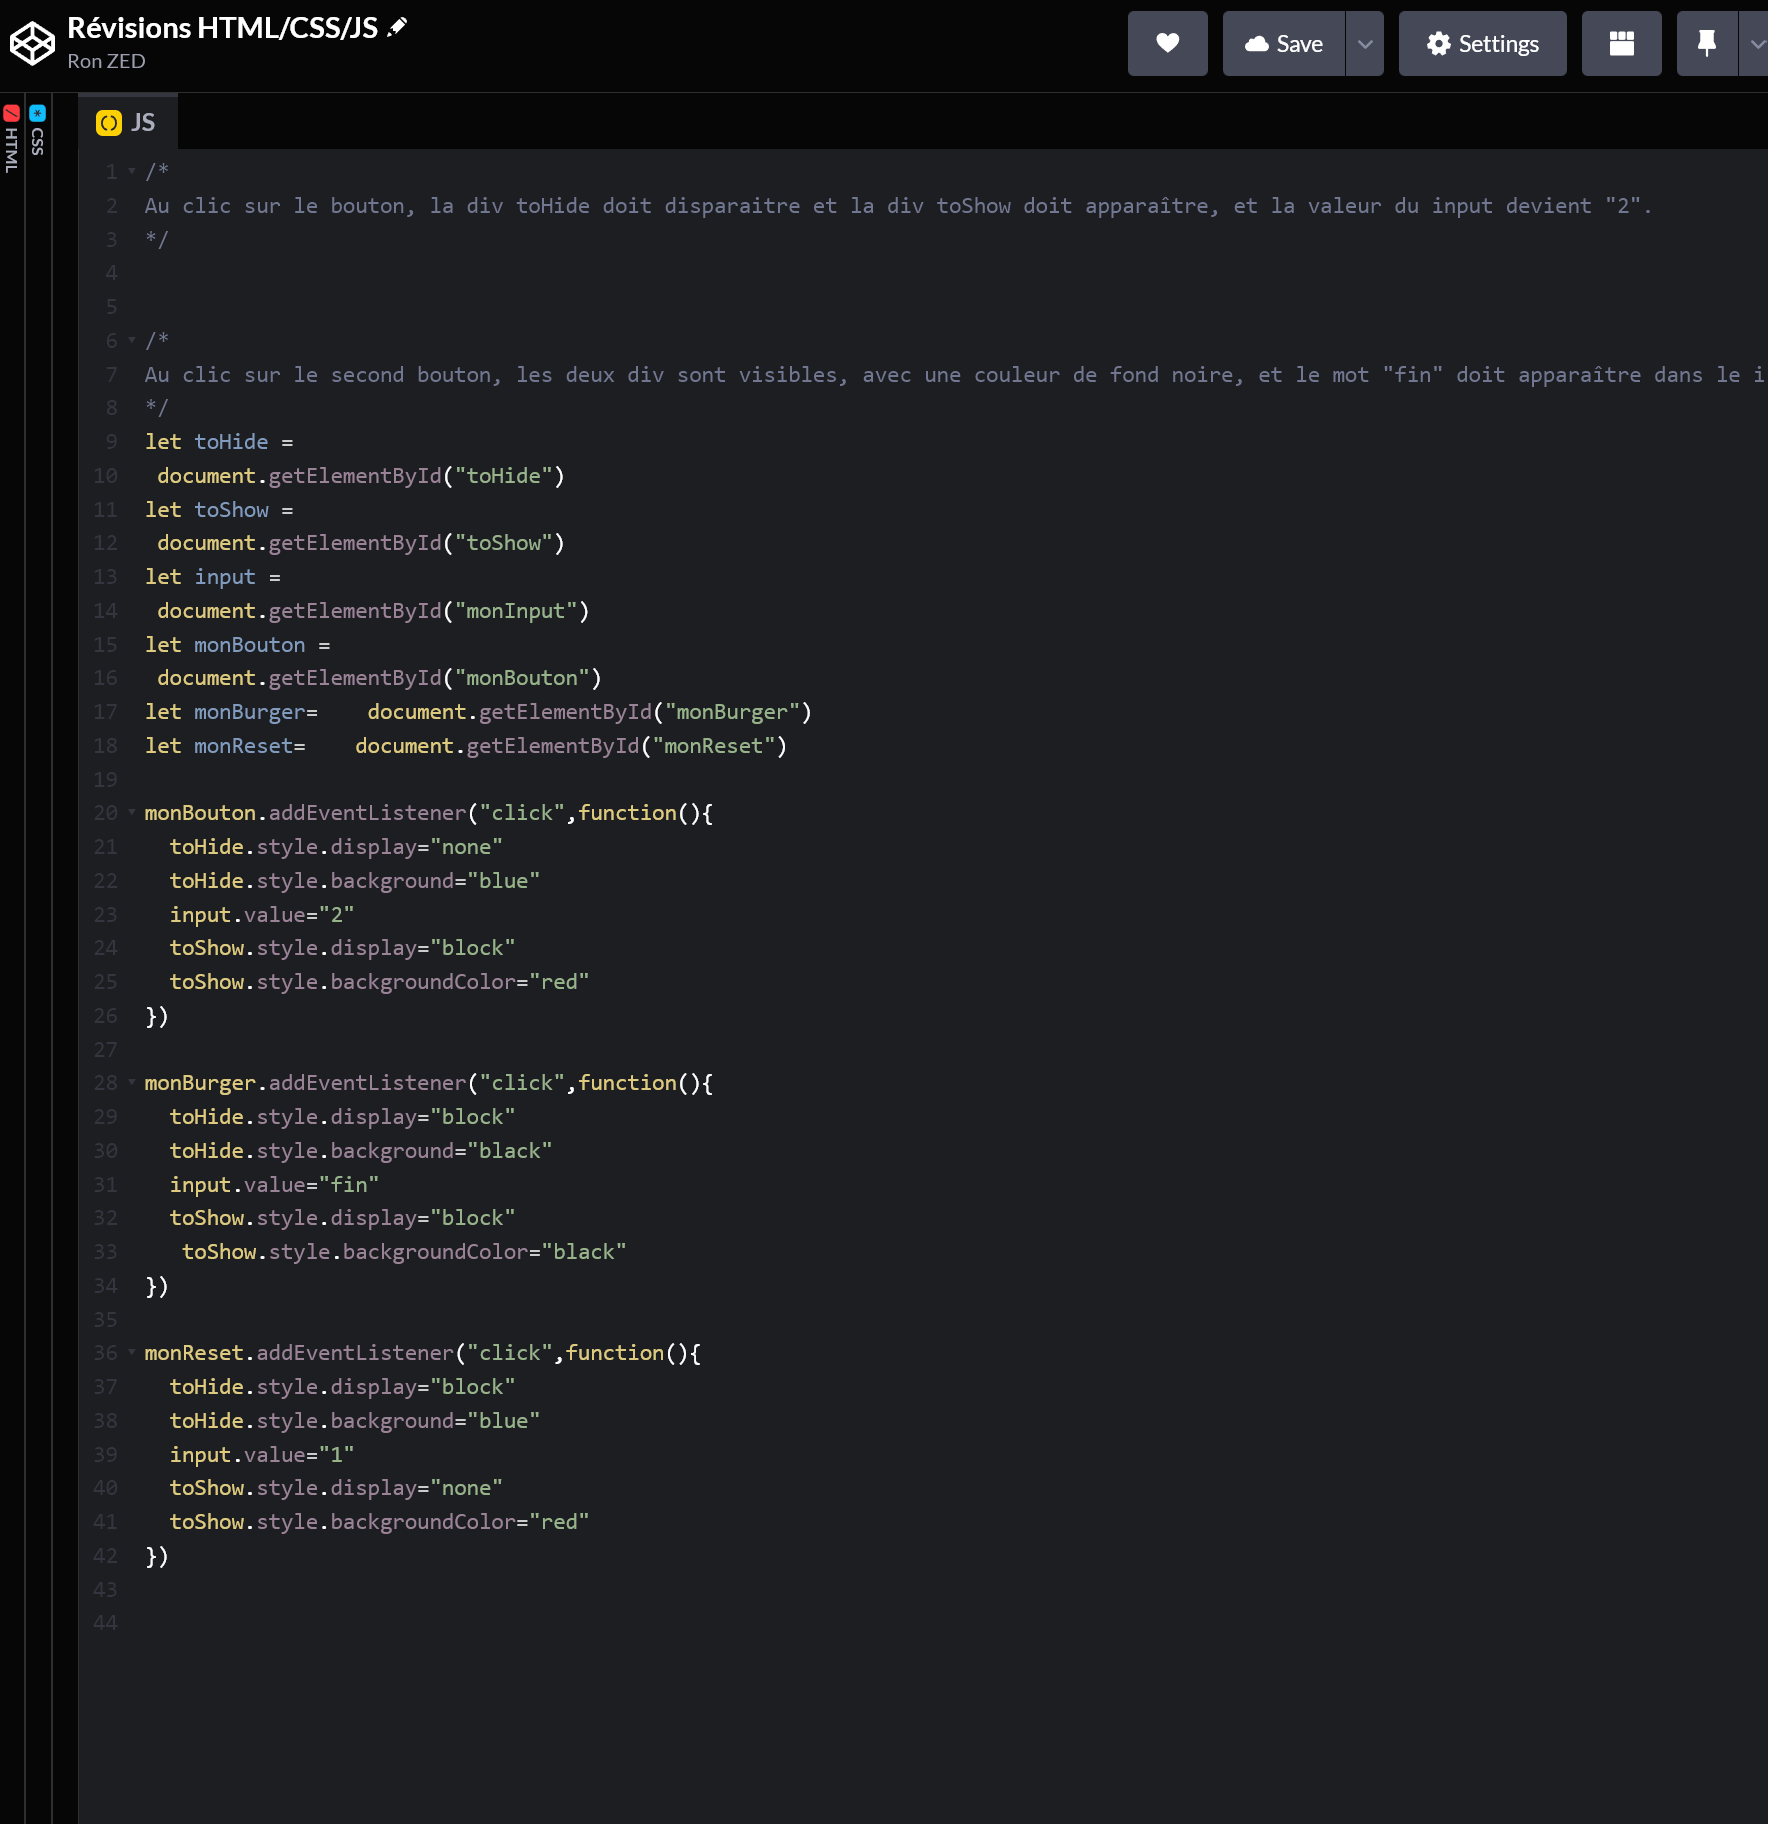 Révisions HTML/CSS/JS
Ron ZED
Save
Settings
HTML
CSS
JS
1 /*
2 Au clic sur le bouton, la div toHide doit disparaitre et la div toShow doit apparaître, et la valeur du input devient "2".
3 */
4
5
6 /*
7 Au clic sur le second bouton, les deux div sont visibles, avec une couleur de fond noire, et le mot "fin" doit apparaître dans le i
8 */
9 let toHide =
10  document.getElementById("toHide")
11 let toShow =
12  document.getElementById("toShow")
13 let input =
14  document.getElementById("monInput")
15 let monBouton =
16  document.getElementById("monBouton")
17 let monBurger=    document.getElementById("monBurger")
18 let monReset=    document.getElementById("monReset")
19
20 monBouton.addEventListener("click",function(){
21   toHide.style.display="none"
22   toHide.style.background="blue"
23   input.value="2"
24   toShow.style.display="block"
25   toShow.style.backgroundColor="red"
26 })
27
28 monBurger.addEventListener("click",function(){
29   toHide.style.display="block"
30   toHide.style.background="black"
31   input.value="fin"
32   toShow.style.display="block"
33    toShow.style.backgroundColor="black"
34 })
35
36 monReset.addEventListener("click",function(){
37   toHide.style.display="block"
38   toHide.style.background="blue"
39   input.value="1"
40   toShow.style.display="none"
41   toShow.style.backgroundColor="red"
42 })
43
44